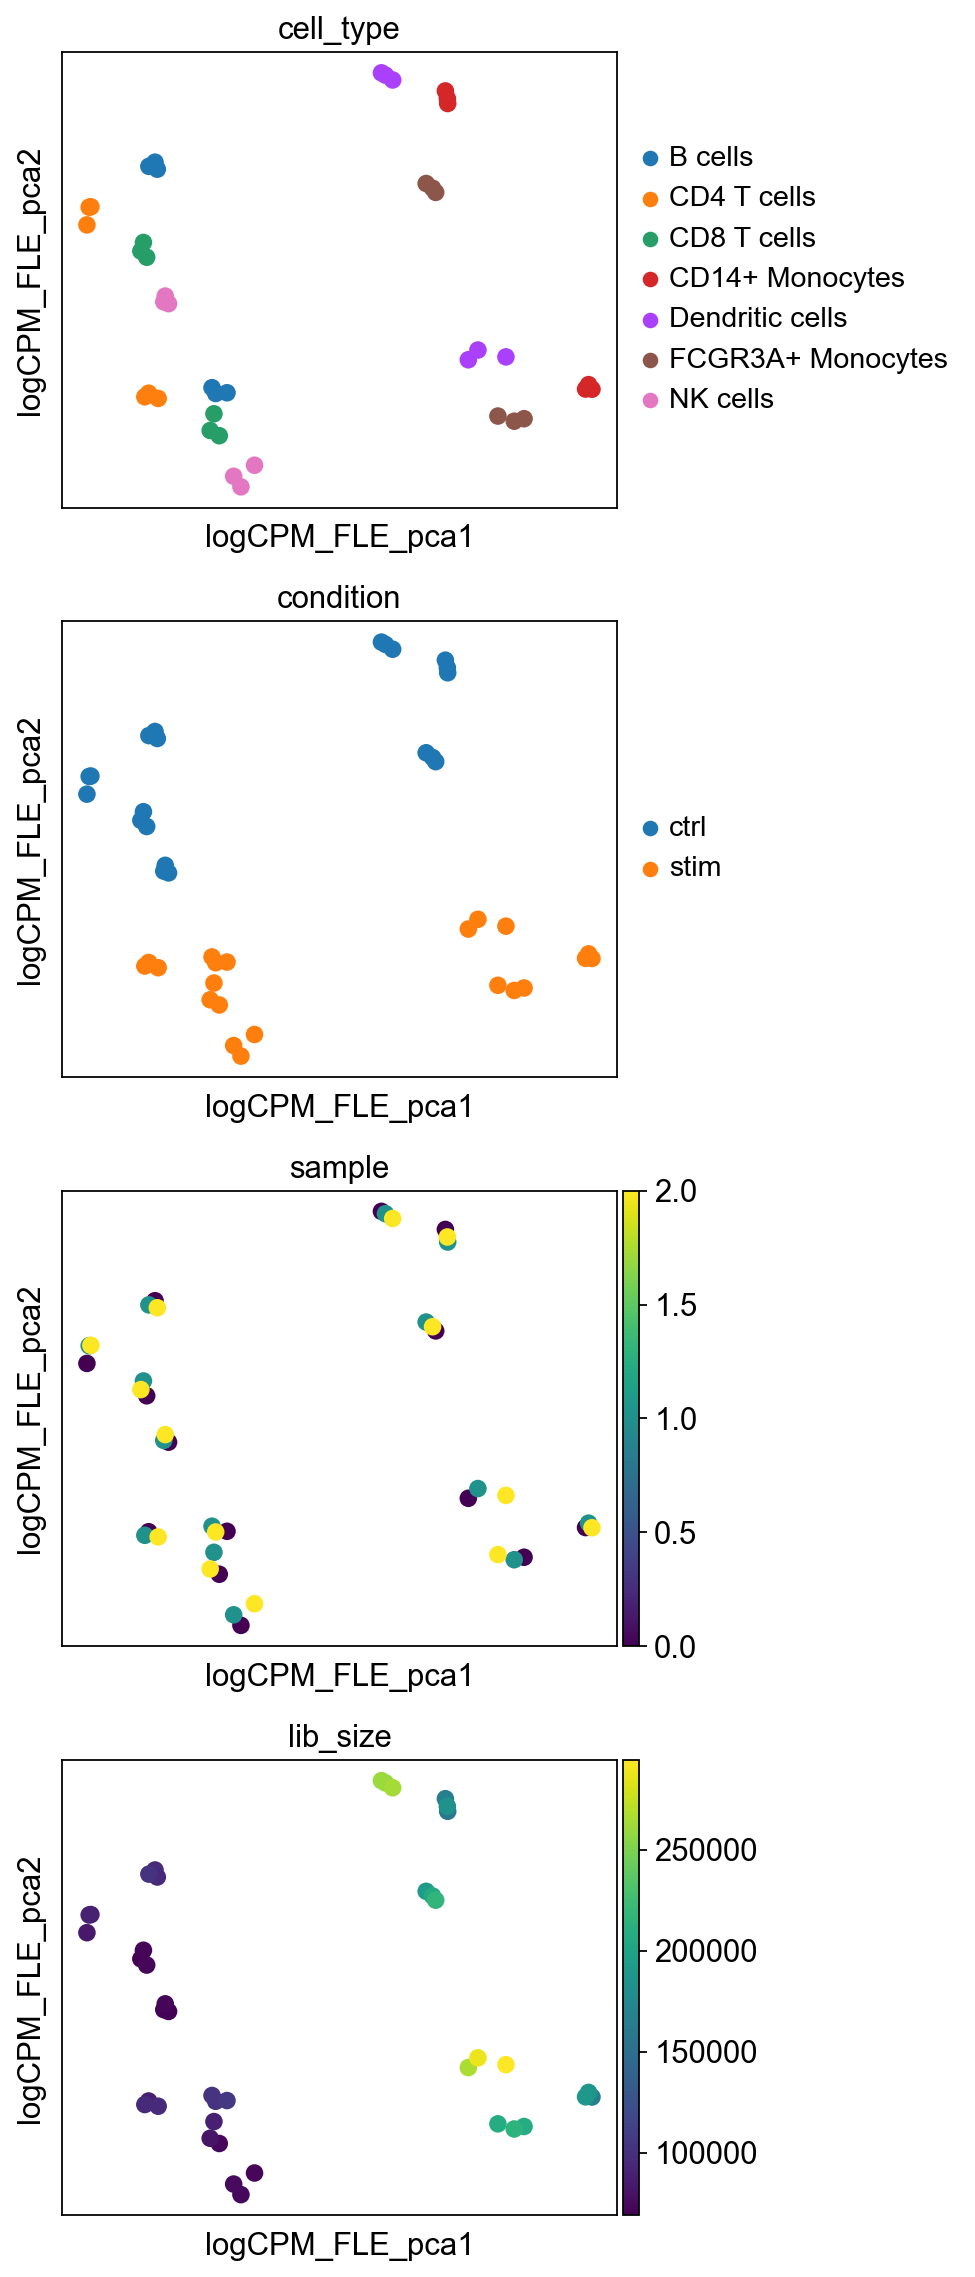 cell_type
logCPM_FLE_pca2
B cells
CD4 T cells
CD8 T cells
CD14+ Monocytes
Dendritic cells
FCGR3A+ Monocytes
NK cells
logCPM_FLE_pca1
condition
logCPM_FLE_pca2
ctrl
stim
logCPM_FLE_pca1
sample
logCPM_FLE_pca2
2.0
1.5
1.0
0.5
0.0
logCPM_FLE_pca1
lib_size
logCPM_FLE_pca2
250000
200000
150000
100000
logCPM_FLE_pca1